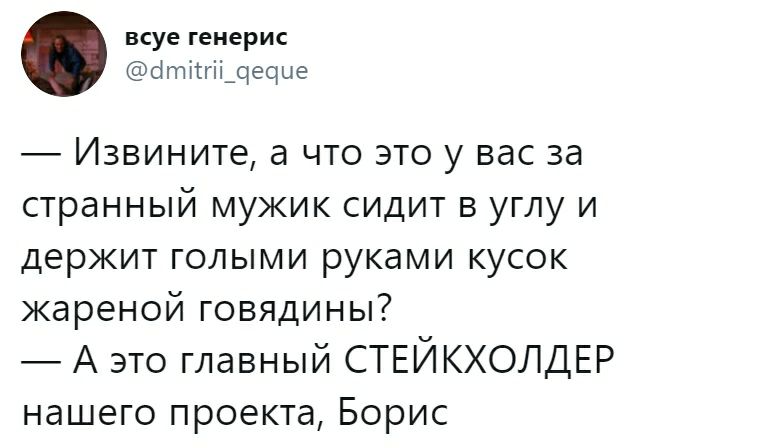 всуе генерис
@dmitrii_qeque
— Извините, а что это у вас за
странный мужик сидит в углу и
держит голыми руками кусок
жареной говядины?
— А это главный СТЕЙКХОЛДЕР
нашего проекта, Борис